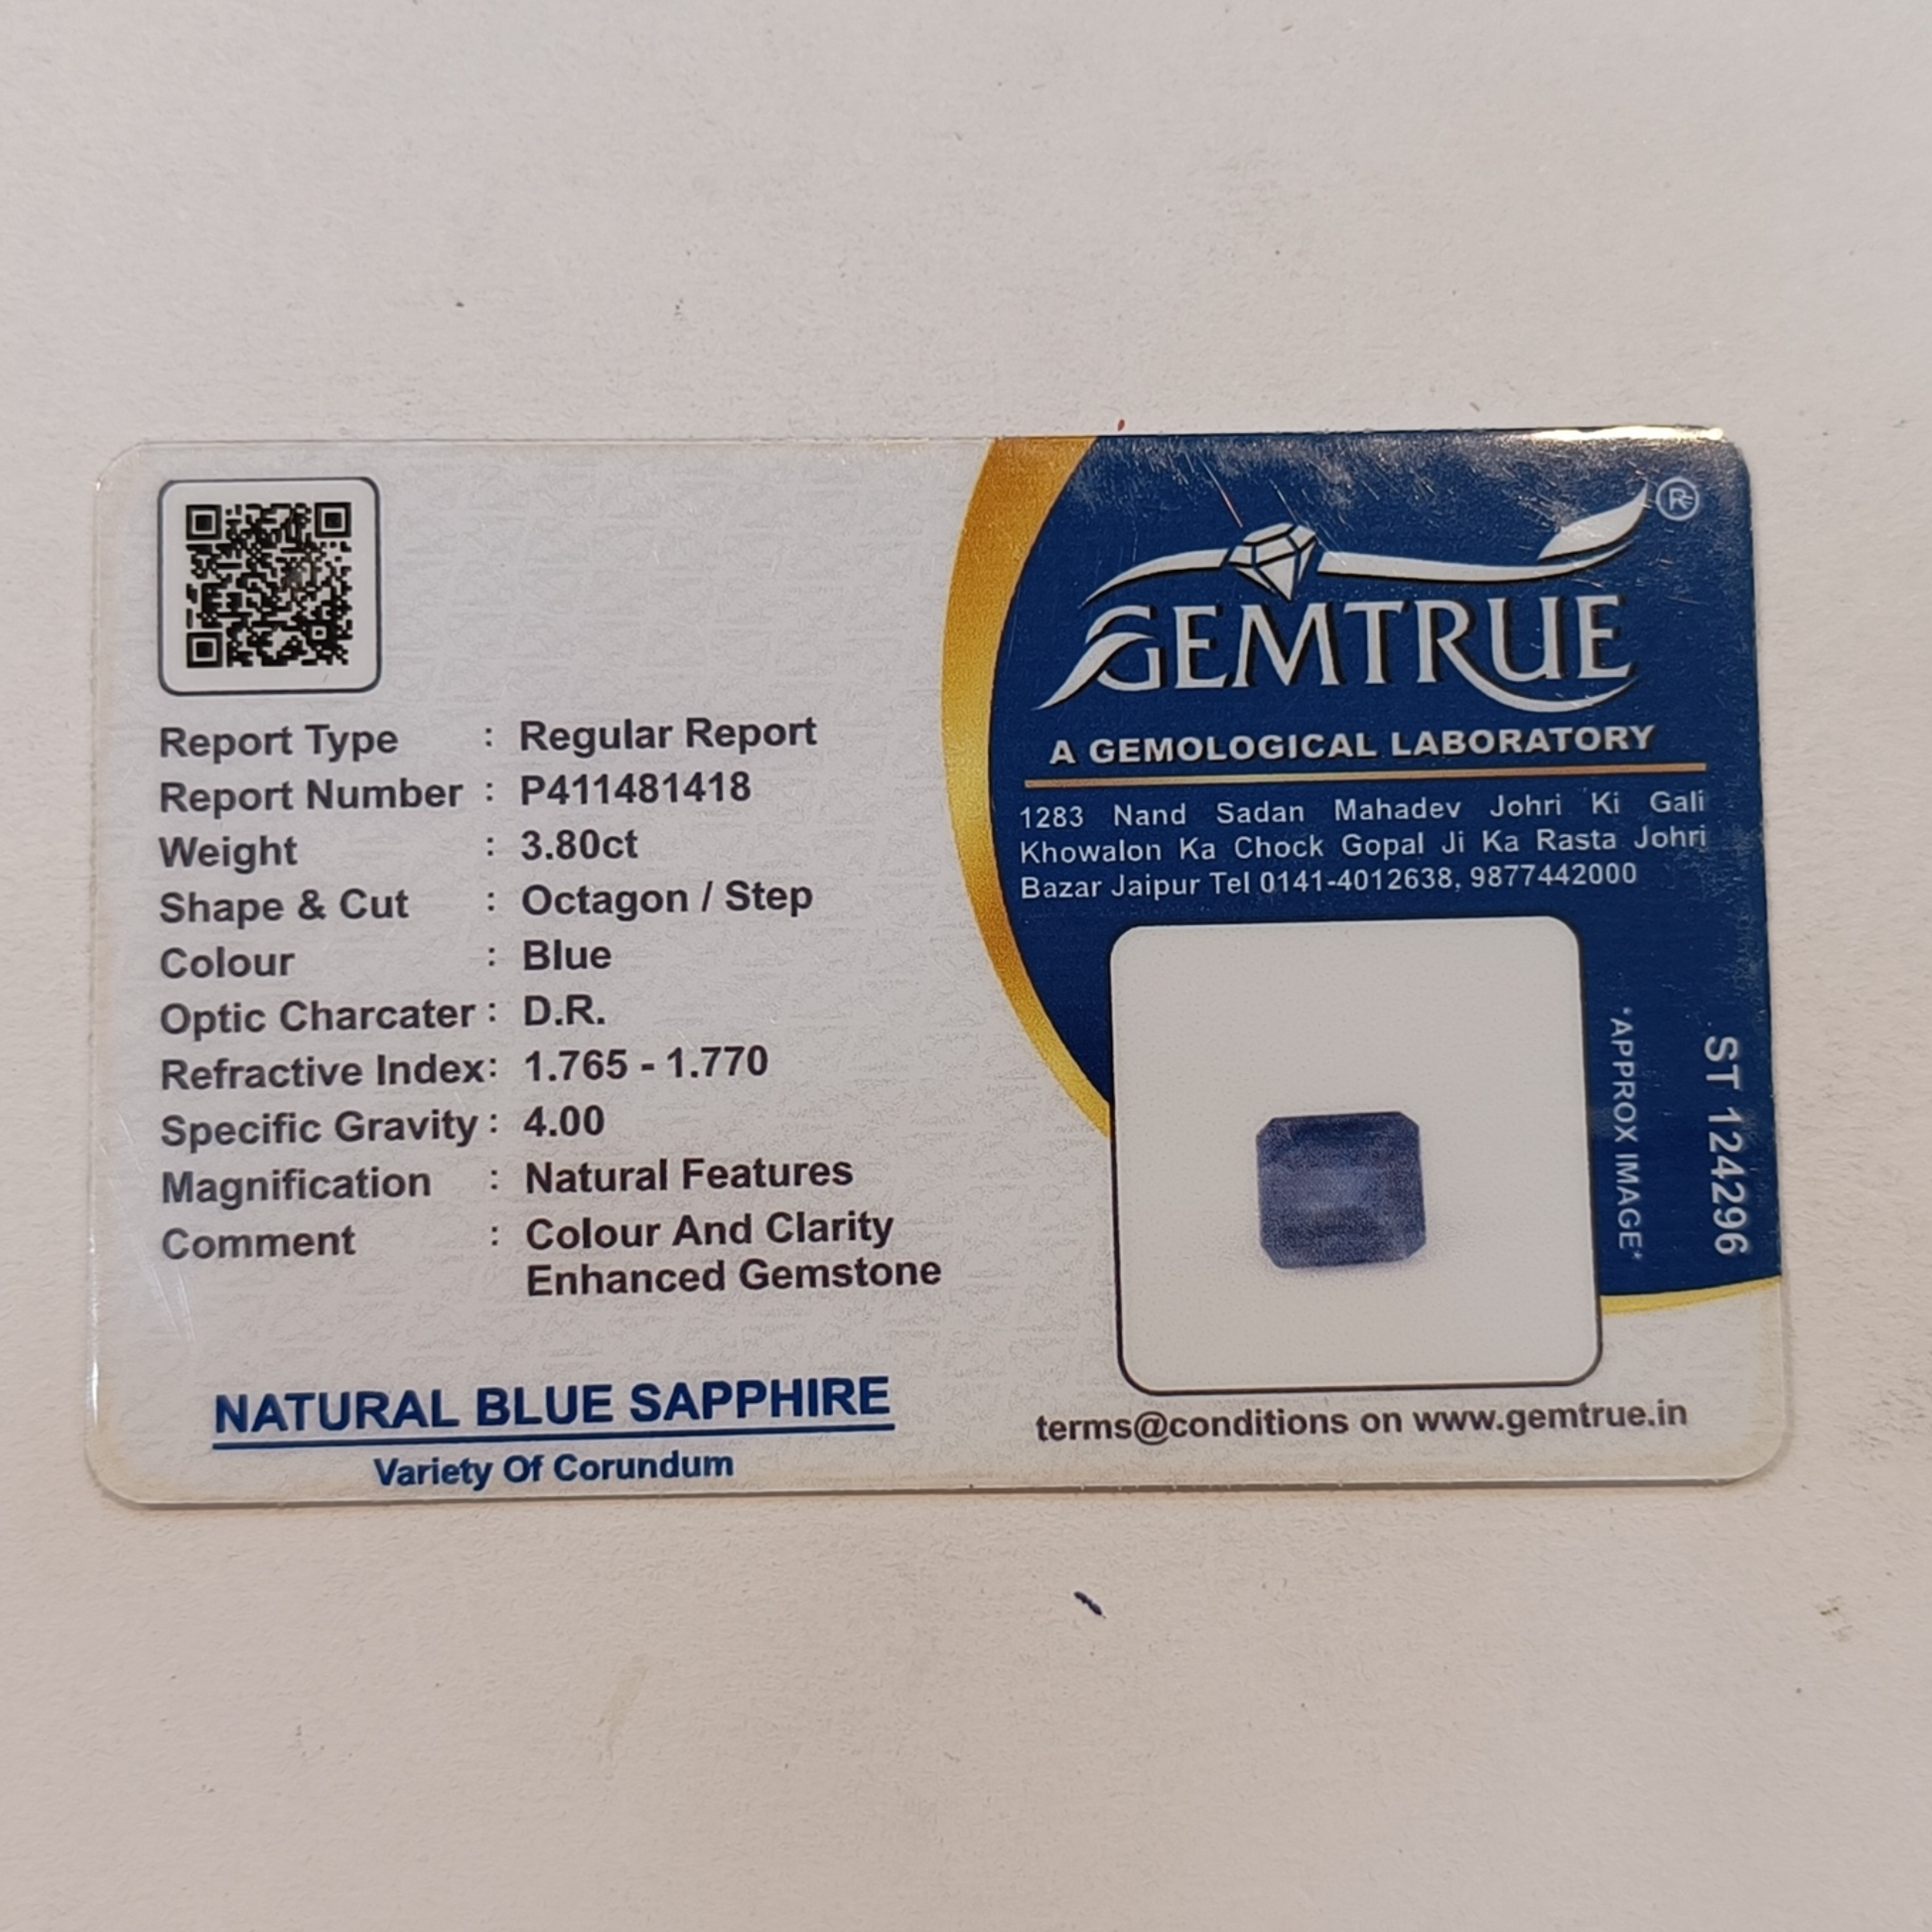 Report Type : Regular Report
Report Number : P411481418
Weight : 3.80ct
Shape & Cut : Octagon / Step
Colour : Blue
Optic Charcater : D.R.
Refractive Index: 1.765 - 1.770
Specific Gravity : 4.00
Magnification : Natural Features
Comment : Colour And Clarity
Enhanced Gemstone
NATURAL BLUE SAPPHIRE
Variety Of Corundum
GEMTRUE ®
A GEMOLOGICAL LABORATORY
1283 Nand Sadan Mahadev Johri Ki Gali
Khowalon Ka Chock Gopal Ji Ka Rasta Johri
Bazar Jaipur Tel 0141-4012638, 9877442000
*APPROX IMAGE*
ST 1242296
terms@conditions on www.gemtrue.in